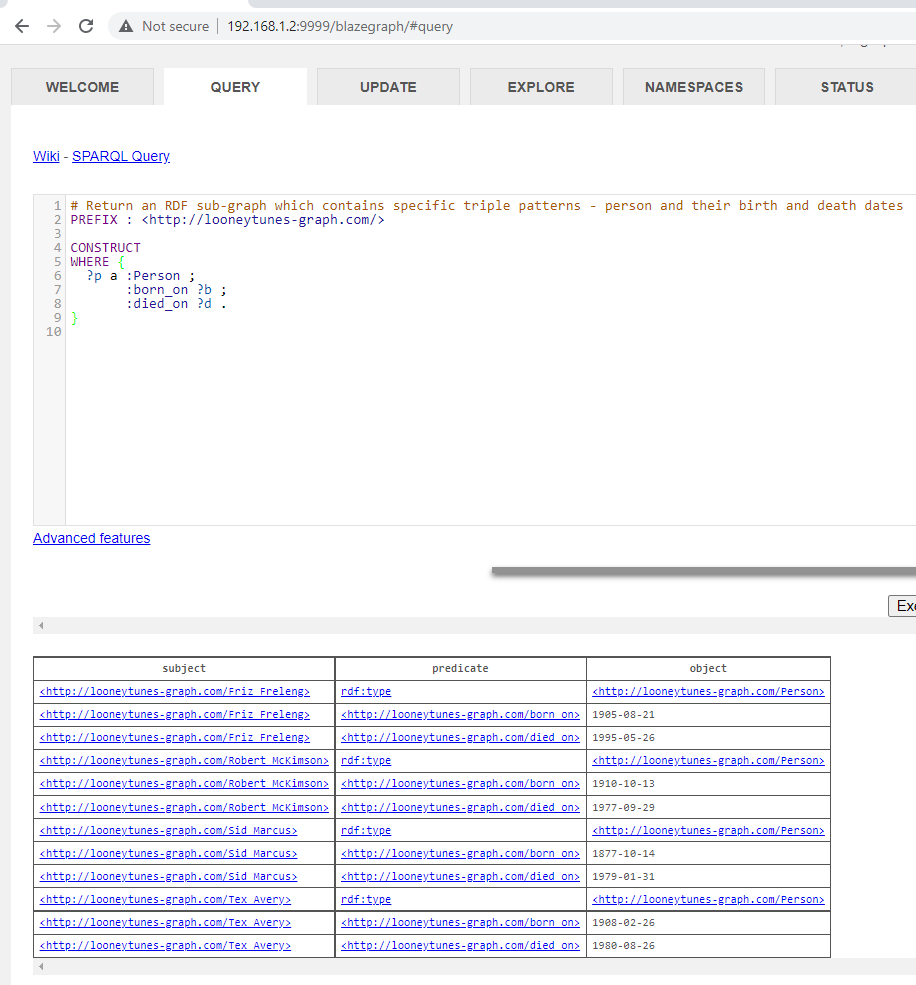 Not secure | 192.168.1.2:9999/blazegraph/#query
WELCOME QUERY UPDATE EXPLORE NAMESPACES STATUS
Wiki - SPARQL Query
1 # Return an RDF sub-graph which contains specific triple patterns - person and their birth and death dates
2 PREFIX : <http://looneytunes-graph.com/>
3
4 CONSTRUCT
5 WHERE {
6 ?p a :Person ;
7 :born_on ?b ;
8 :died_on ?d .
9 }
10
Advanced features
subject predicate object
<http://looneytunes-graph.com/Friz_Freleng> rdf:type <http://looneytunes-graph.com/Person>
<http://looneytunes-graph.com/Friz_Freleng> <http://looneytunes-graph.com/born_on> 1905-08-21
<http://looneytunes-graph.com/Friz_Freleng> <http://looneytunes-graph.com/died_on> 1995-05-26
<http://looneytunes-graph.com/Robert_McKimson> rdf:type <http://looneytunes-graph.com/Person>
<http://looneytunes-graph.com/Robert_McKimson> <http://looneytunes-graph.com/born_on> 1910-10-13
<http://looneytunes-graph.com/Robert_McKimson> <http://looneytunes-graph.com/died_on> 1977-09-29
<http://looneytunes-graph.com/Sid_Marcus> rdf:type <http://looneytunes-graph.com/Person>
<http://looneytunes-graph.com/Sid_Marcus> <http://looneytunes-graph.com/born_on> 1877-10-14
<http://looneytunes-graph.com/Sid_Marcus> <http://looneytunes-graph.com/died_on> 1979-01-31
<http://looneytunes-graph.com/Tex_Avery> rdf:type <http://looneytunes-graph.com/Person>
<http://looneytunes-graph.com/Tex_Avery> <http://looneytunes-graph.com/born_on> 1908-02-26
<http://looneytunes-graph.com/Tex_Avery> <http://looneytunes-graph.com/died_on> 1980-08-26